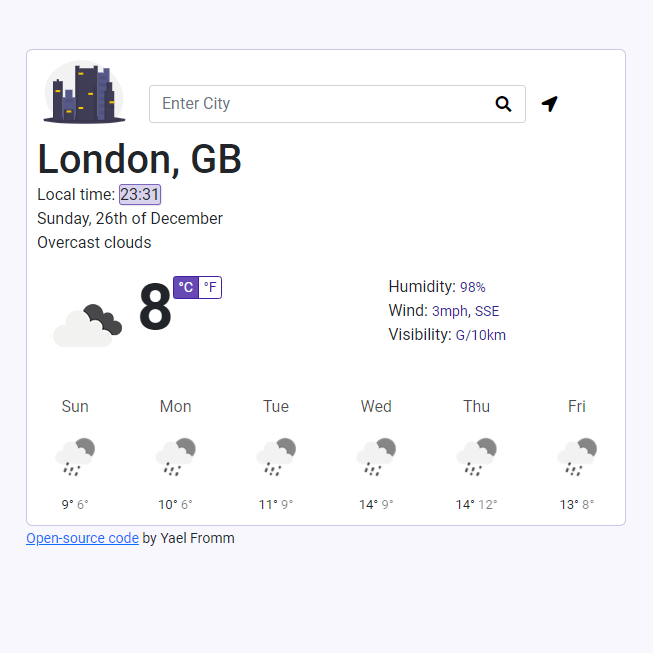 Enter City
London, GB
Local time: 23:31
Sunday, 26th of December
Overcast clouds
8 °C °F
Humidity: 98%
Wind: 3mph, SSE
Visibility: G/10km
Sun Mon Tue Wed Thu Fri
9° 6° 10° 6° 11° 9° 14° 9° 14° 12° 13° 8°
Open-source code by Yael Fromm